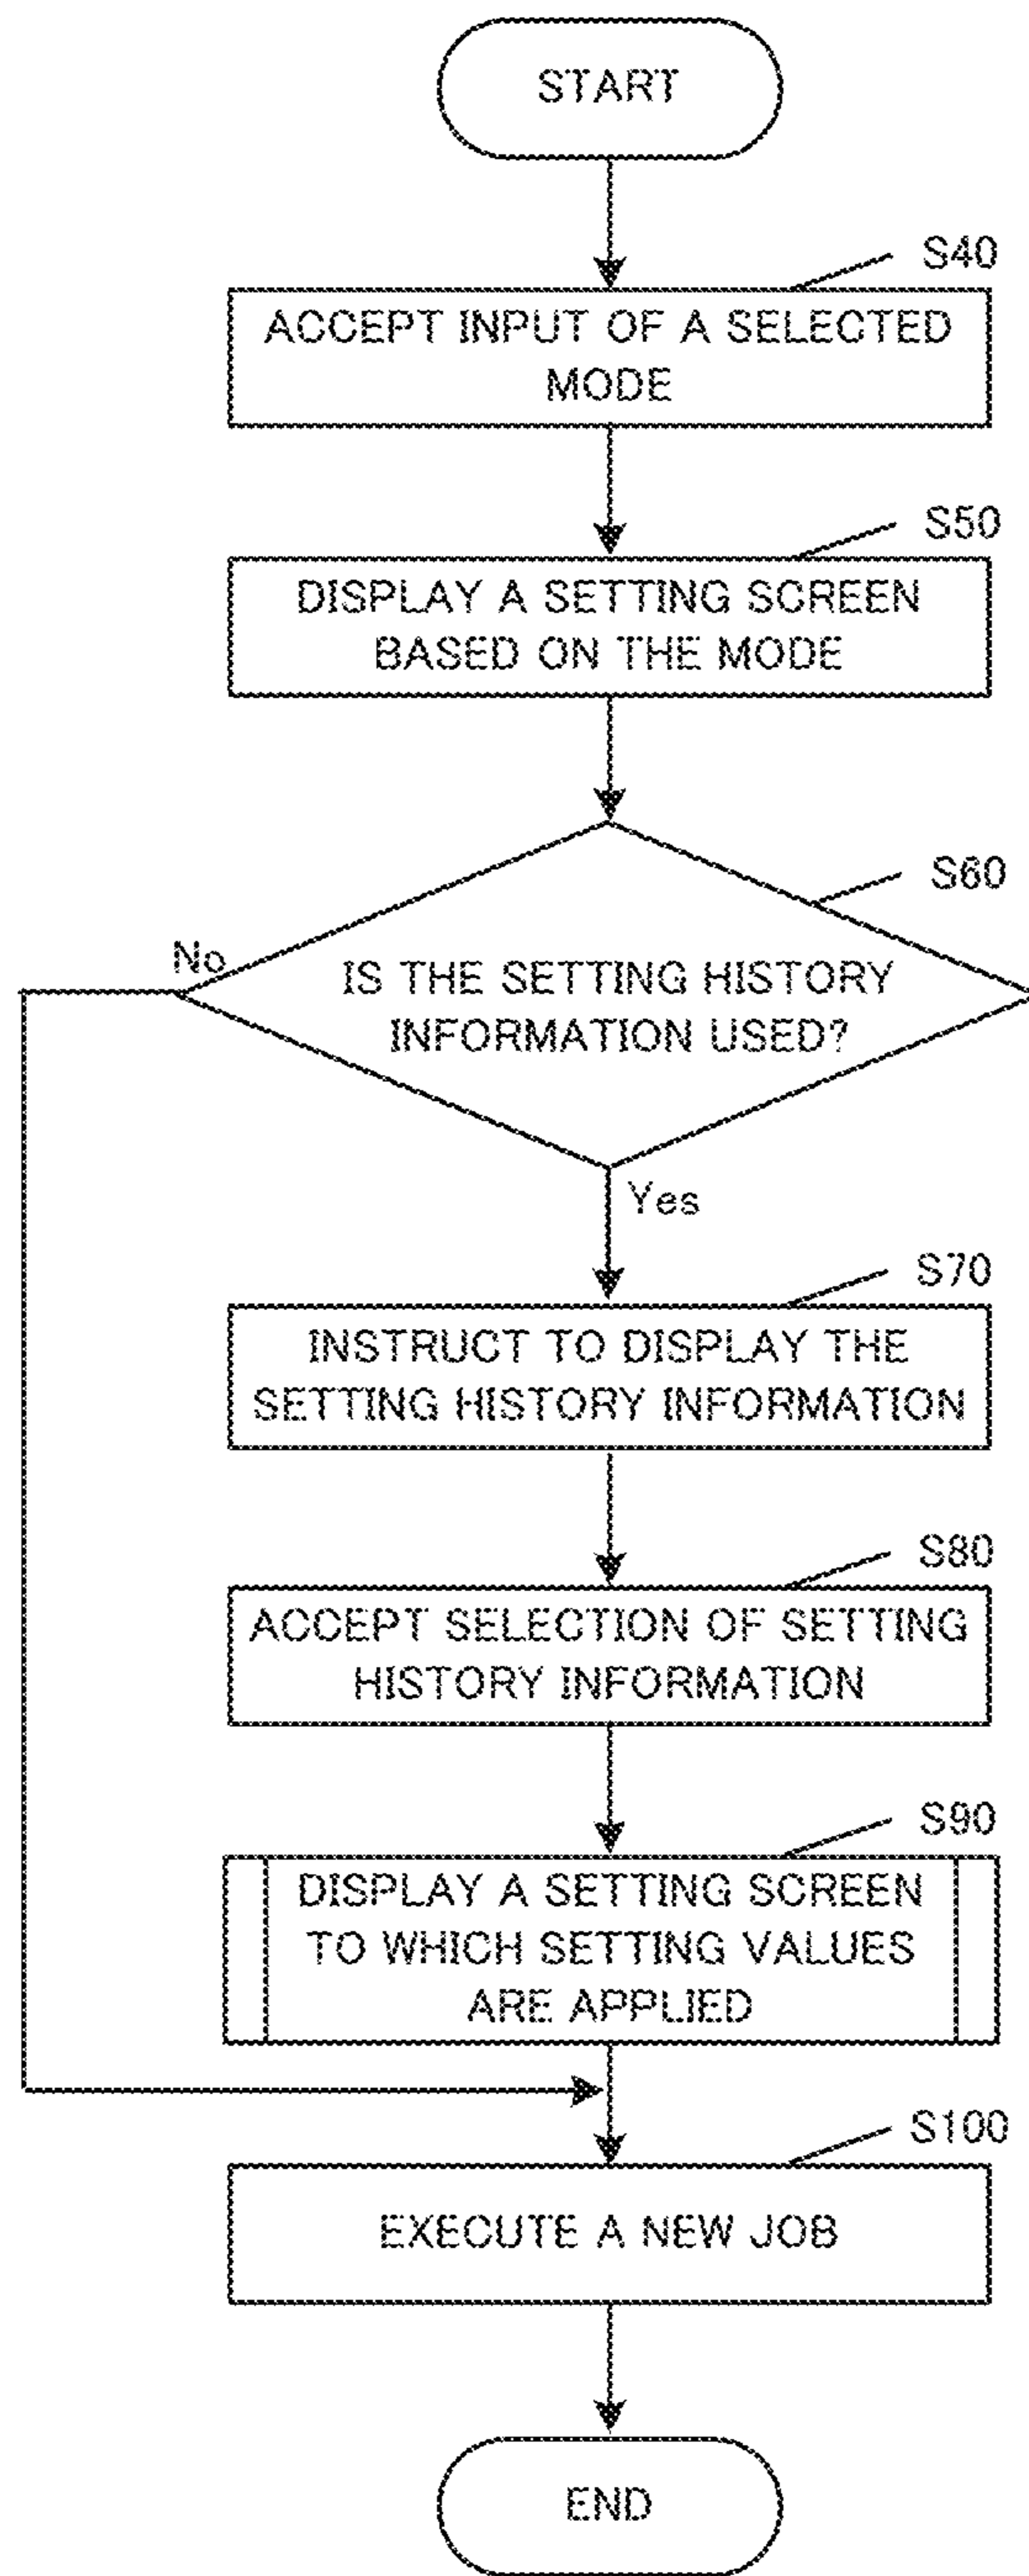 START
S40
ACCEPT INPUT OF A SELECTED
MODE
S50
DISPLAY A SETTING SCREEN
BASED ON THE MODE
S60
No
IS THE SETTING HISTORY
INFORMATION USED?
Yes
S70
INSTRUCT TO DISPLAY THE
SETTING HISTORY INFORMATION
S80
ACCEPT SELECTION OF SETTING
HISTORY INFORMATION
S90
DISPLAY A SETTING SCREEN
TO WHICH SETTING VALUES
ARE APPLIED
S100
EXECUTE A NEW JOB
END